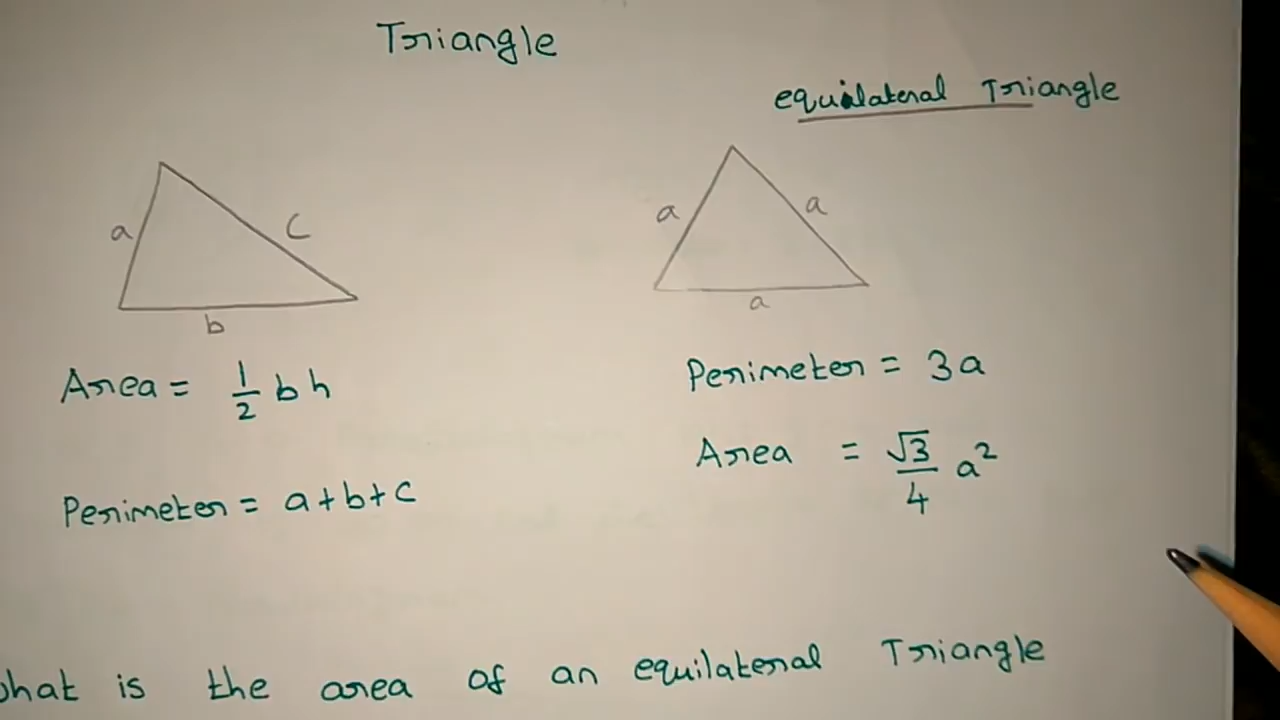 Triangle
equilateral Triangle
a
C
b
a
a
a
Area = 1/2 bh
Perimeter = a+b+c
Perimeter = 3a
Area = √3/4 a²
is the area of an equilateral Triangle